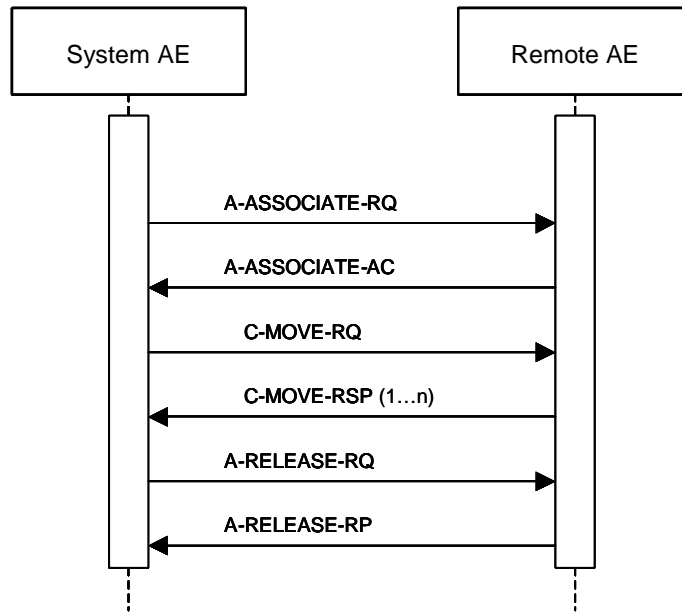 System AE
Remote AE
A-ASSOCIATE-RQ
A-ASSOCIATE-AC
C-MOVE-RQ
C-MOVE-RSP (1…n)
A-RELEASE-RQ
A-RELEASE-RP